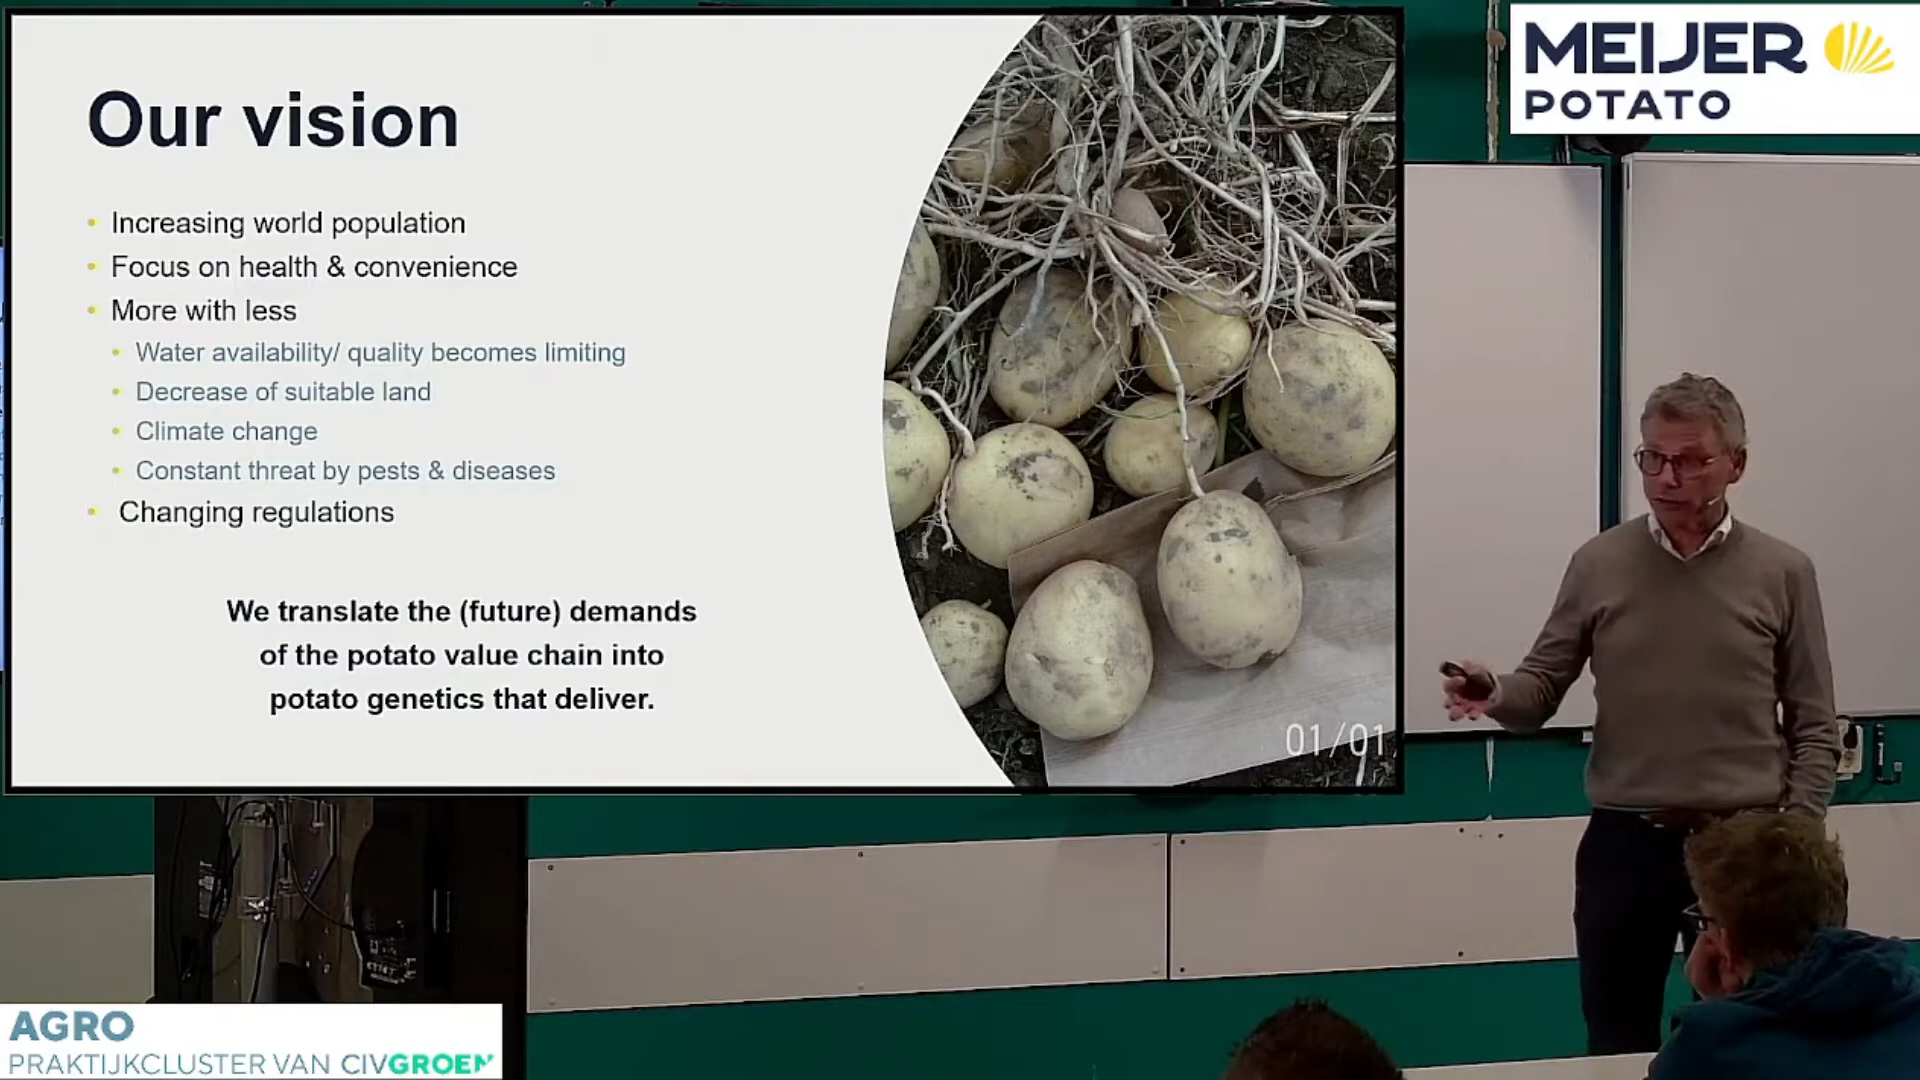 Our vision
• Increasing world population
• Focus on health & convenience
• More with less
• Water availability/ quality becomes limiting
• Decrease of suitable land
• Climate change
• Constant threat by pests & diseases
• Changing regulations
We translate the (future) demands
of the potato value chain into
potato genetics that deliver.
01/01
MEIJER
POTATO
AGRO
PRAKTIJKCLUSTER VAN CIVGROEN